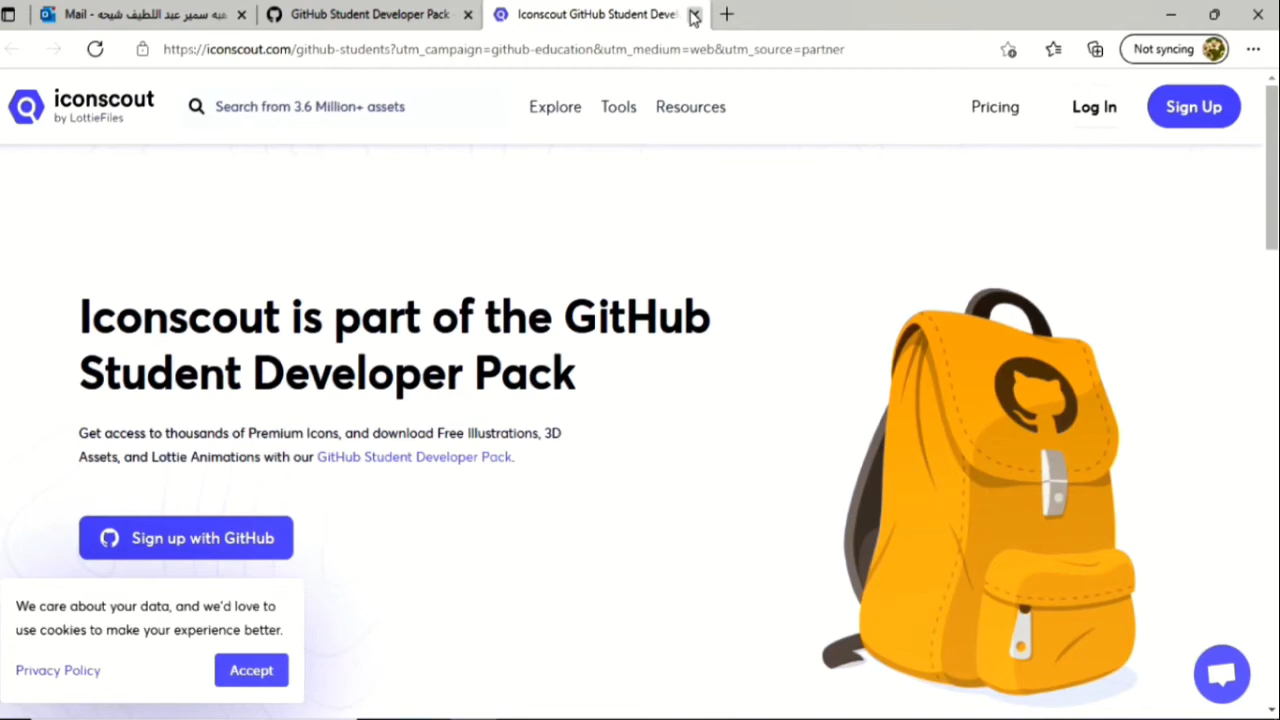 Mail - ميه سمير عبد اللطيف شيحه
GitHub Student Developer Pack
Iconscout GitHub Student Deve
https://iconscout.com/github-students?utm_campaign=github-education&utm_medium=web&utm_source=partner
Not syncing
iconscout
by LottieFiles
Search from 3.6 Million+ assets
Explore
Tools
Resources
Pricing
Log In
Sign Up
Iconscout is part of the GitHub
Student Developer Pack
Get access to thousands of Premium Icons, and download Free Illustrations, 3D
Assets, and Lottie Animations with our GitHub Student Developer Pack.
Sign up with GitHub
We care about your data, and we'd love to
use cookies to make your experience better.
Privacy Policy
Accept